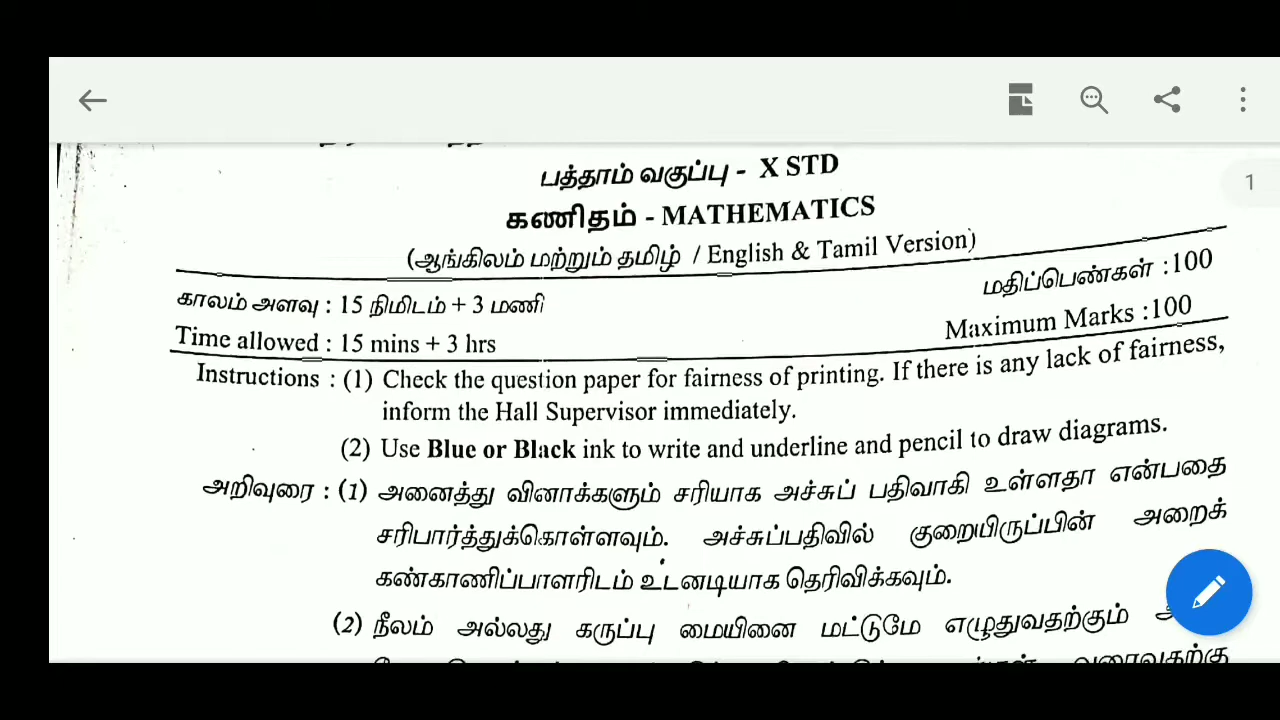 பத்தாம் வகுப்பு - X STD
கணிதம் - MATHEMATICS
(ஆங்கிலம் மற்றும் தமிழ் / English & Tamil Version)
காலம் அளவு : 15 நிமிடம் + 3 மணி
மதிப்பெண்கள் :100
Time allowed : 15 mins + 3 hrs
Maximum Marks :100
Instructions : (1) Check the question paper for fairness of printing. If there is any lack of fairness,
inform the Hall Supervisor immediately.
(2) Use Blue or Black ink to write and underline and pencil to draw diagrams.
அறிவுரை : (1) அனைத்து வினாக்களும் சரியாக அச்சுப் பதிவாகி உள்ளதா என்பதை
சரிபார்த்துக்கொள்ளவும். அச்சுப்பதிவில் குறையிருப்பின் அறைக்
கண்காணிப்பாளரிடம் உடனடியாக தெரிவிக்கவும்.
(2) நீலம் அல்லது கருப்பு மையினை மட்டுமே எழுதுவதற்கும்
வரைவதற்கு
1